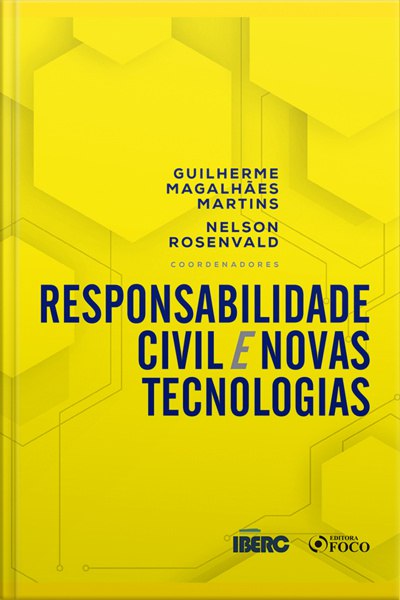 GUILHERME
MAGALHÃES
MARTINS
NELSON
ROSENVALD
COORDENADORES
RESPONSABILIDADE
CIVIL E NOVAS
TECNOLOGIAS
IBERC
EDITORA
FOCO